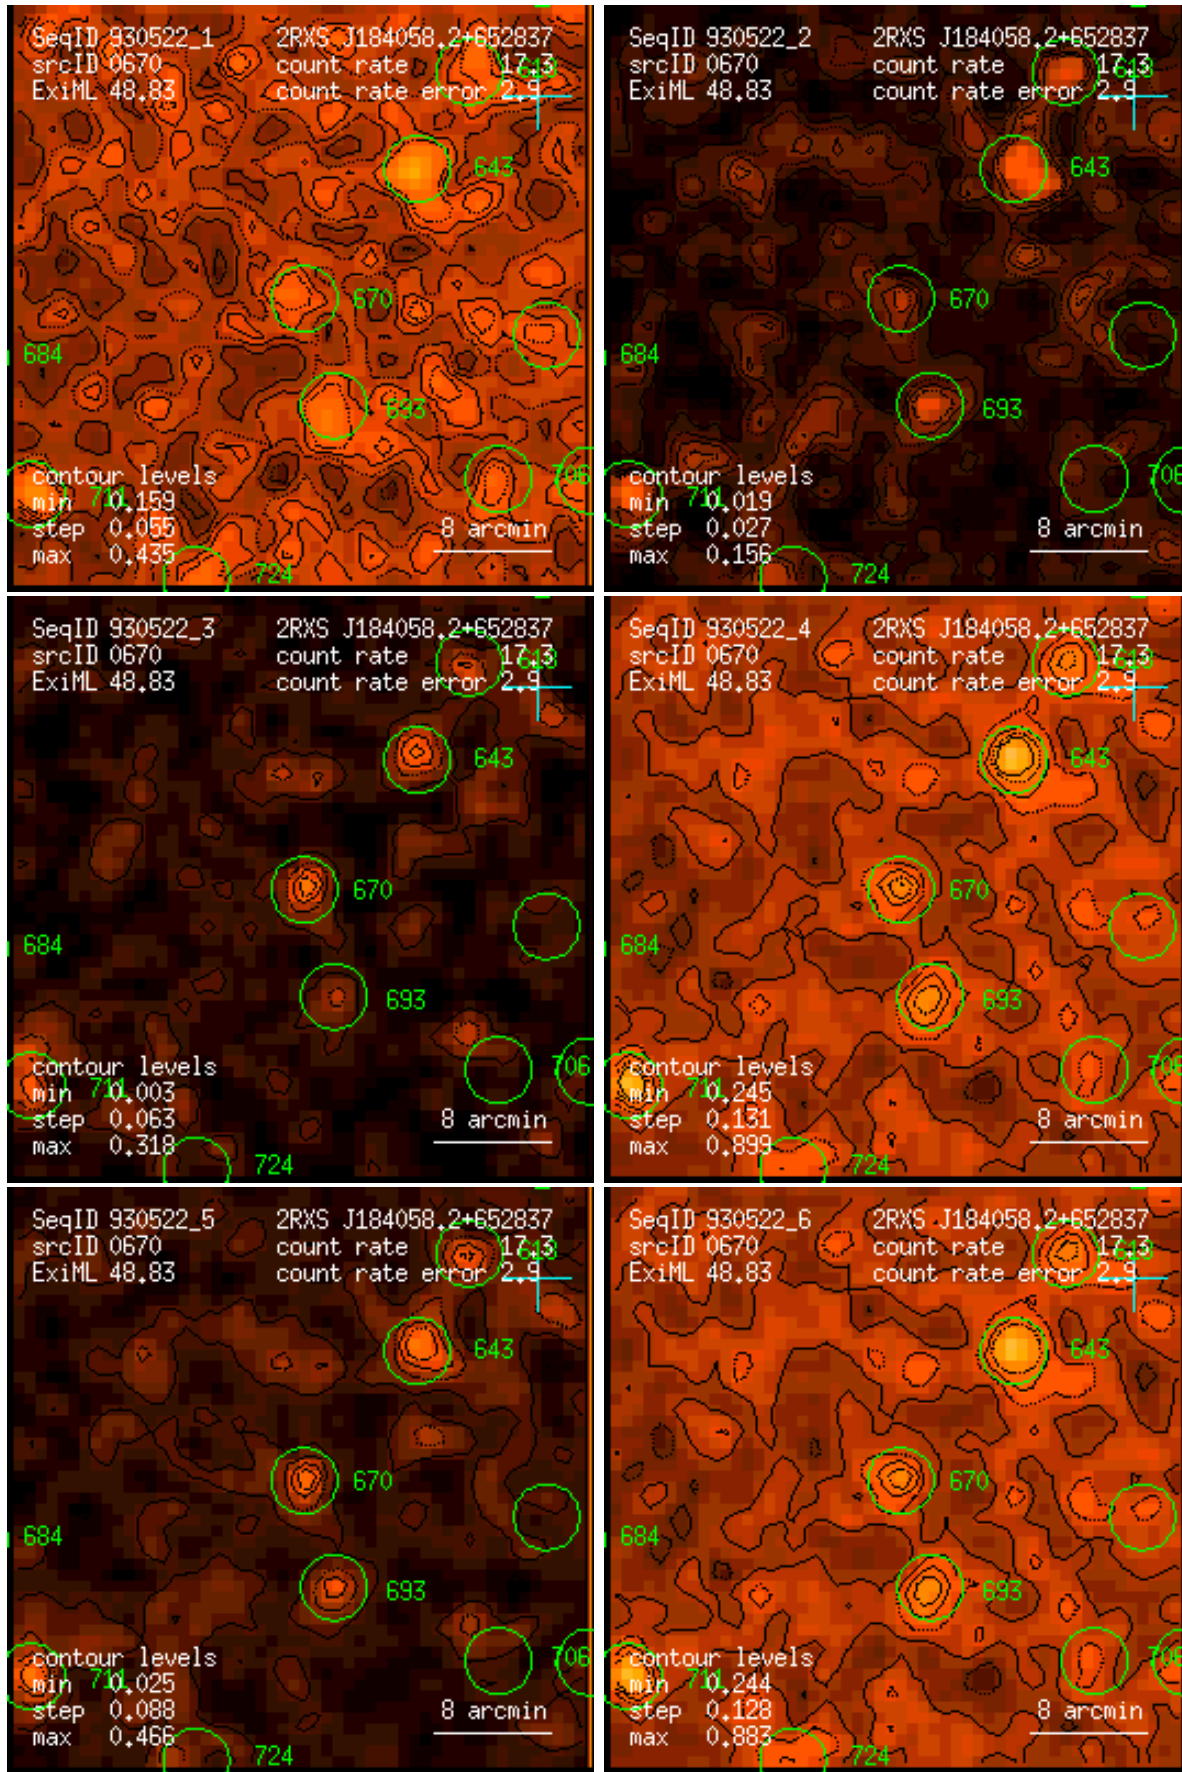 SeqID 930522_1 2RXS J184058.2+652837
srcID 0670 count rate 17.3
ExiML 48.83 count rate error 2.9
643
670
684
693
contour levels 706
min 0.159 711
step 0.055 8 arcmin
max 0.435 724
SeqID 930522_2 2RXS J184058.2+652837
srcID 0670 count rate 17.3
ExiML 48.83 count rate error 2.9
643
670
684
693
contour levels 706
min 0.019 711
step 0.027 8 arcmin
max 0.156 724
SeqID 930522_3 2RXS J184058.2+652837
srcID 0670 count rate 17.3
ExiML 48.83 count rate error 2.9
643
670
684
693
contour levels 706
min 0.003 711
step 0.063 8 arcmin
max 0.318 724
SeqID 930522_4 2RXS J184058.2+652837
srcID 0670 count rate 17.3
ExiML 48.83 count rate error 2.9
643
670
684
693
contour levels 706
min 0.245 711
step 0.131 8 arcmin
max 0.899 724
SeqID 930522_5 2RXS J184058.2+652837
srcID 0670 count rate 17.3
ExiML 48.83 count rate error 2.9
643
670
684
693
contour levels 706
min 0.025 711
step 0.088 8 arcmin
max 0.466 724
SeqID 930522_6 2RXS J184058.2+652837
srcID 0670 count rate 17.3
ExiML 48.83 count rate error 2.9
643
670
684
693
contour levels 706
min 0.244 711
step 0.128 8 arcmin
max 0.883 724